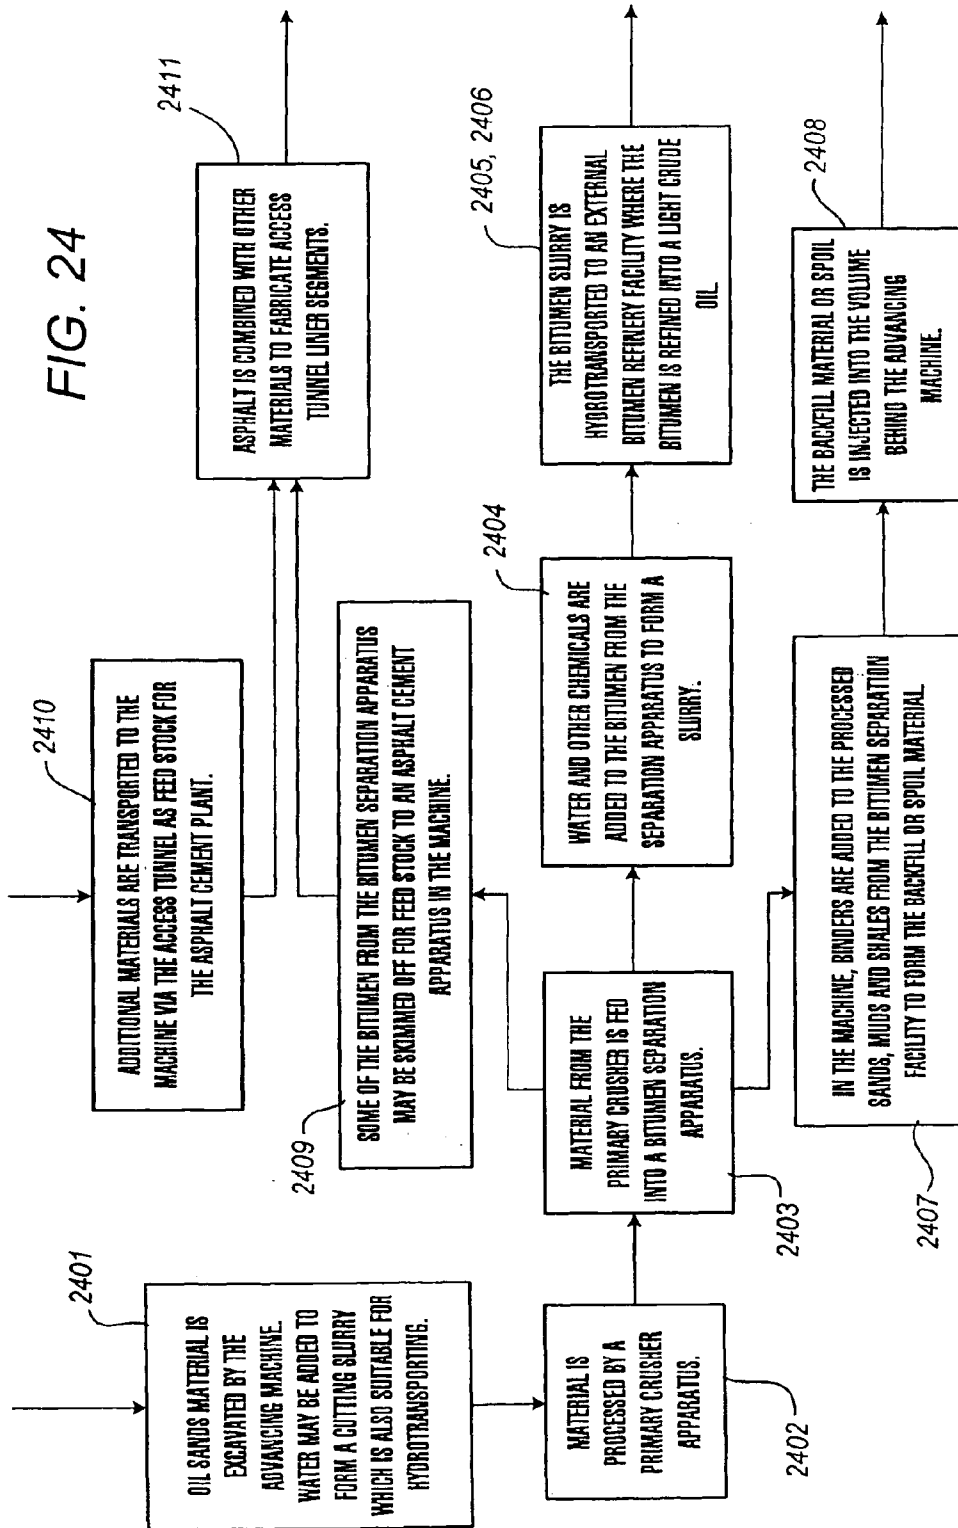 FIG. 24
2401
OIL SANDS MATERIAL IS
EXCAVATED BY THE
ADVANCING MACHINE.
WATER MAY BE ADDED TO
FORM A CUTTING SLURRY
WHICH IS ALSO SUITABLE FOR
HYDROTRANSPORTING.
2402
MATERIAL IS
PROCESSED BY A
PRIMARY CRUSHER
APPARATUS.
2403
MATERIAL FROM THE
PRIMARY CRUSHER IS FED
INTO A BITUMEN SEPARATION
APPARATUS.
2404
WATER AND OTHER CHEMICALS ARE
ADDED TO THE BITUMEN FROM THE
SEPARATION APPARATUS TO FORM A
SLURRY.
2405, 2406
THE BITUMEN SLURRY IS
HYDROTRANSPORTED TO AN EXTERNAL
BITUMEN REFINERY FACILITY WHERE THE
BITUMEN IS REFINED INTO A LIGHT CRUDE
OIL.
2407
IN THE MACHINE, BINDERS ARE ADDED TO THE PROCESSED
SANDS, MUDS AND SHALES FROM THE BITUMEN SEPARATION
FACILITY TO FORM THE BACKFILL OR SPOIL MATERIAL.
2408
THE BACKFILL MATERIAL OR SPOIL
IS INJECTED INTO THE VOLUME
BEHIND THE ADVANCING
MACHINE.
2409
SOME OF THE BITUMEN FROM THE BITUMEN SEPARATION APPARATUS
MAY BE SKIMMED OFF FOR FEED STOCK TO AN ASPHALT CEMENT
APPARATUS IN THE MACHINE.
2410
ADDITIONAL MATERIALS ARE TRANSPORTED TO THE
MACHINE VIA THE ACCESS TUNNEL AS FEED STOCK FOR
THE ASPHALT CEMENT PLANT.
2411
ASPHALT IS COMBINED WITH OTHER
MATERIALS TO FABRICATE ACCESS
TUNNEL LINER SEGMENTS.